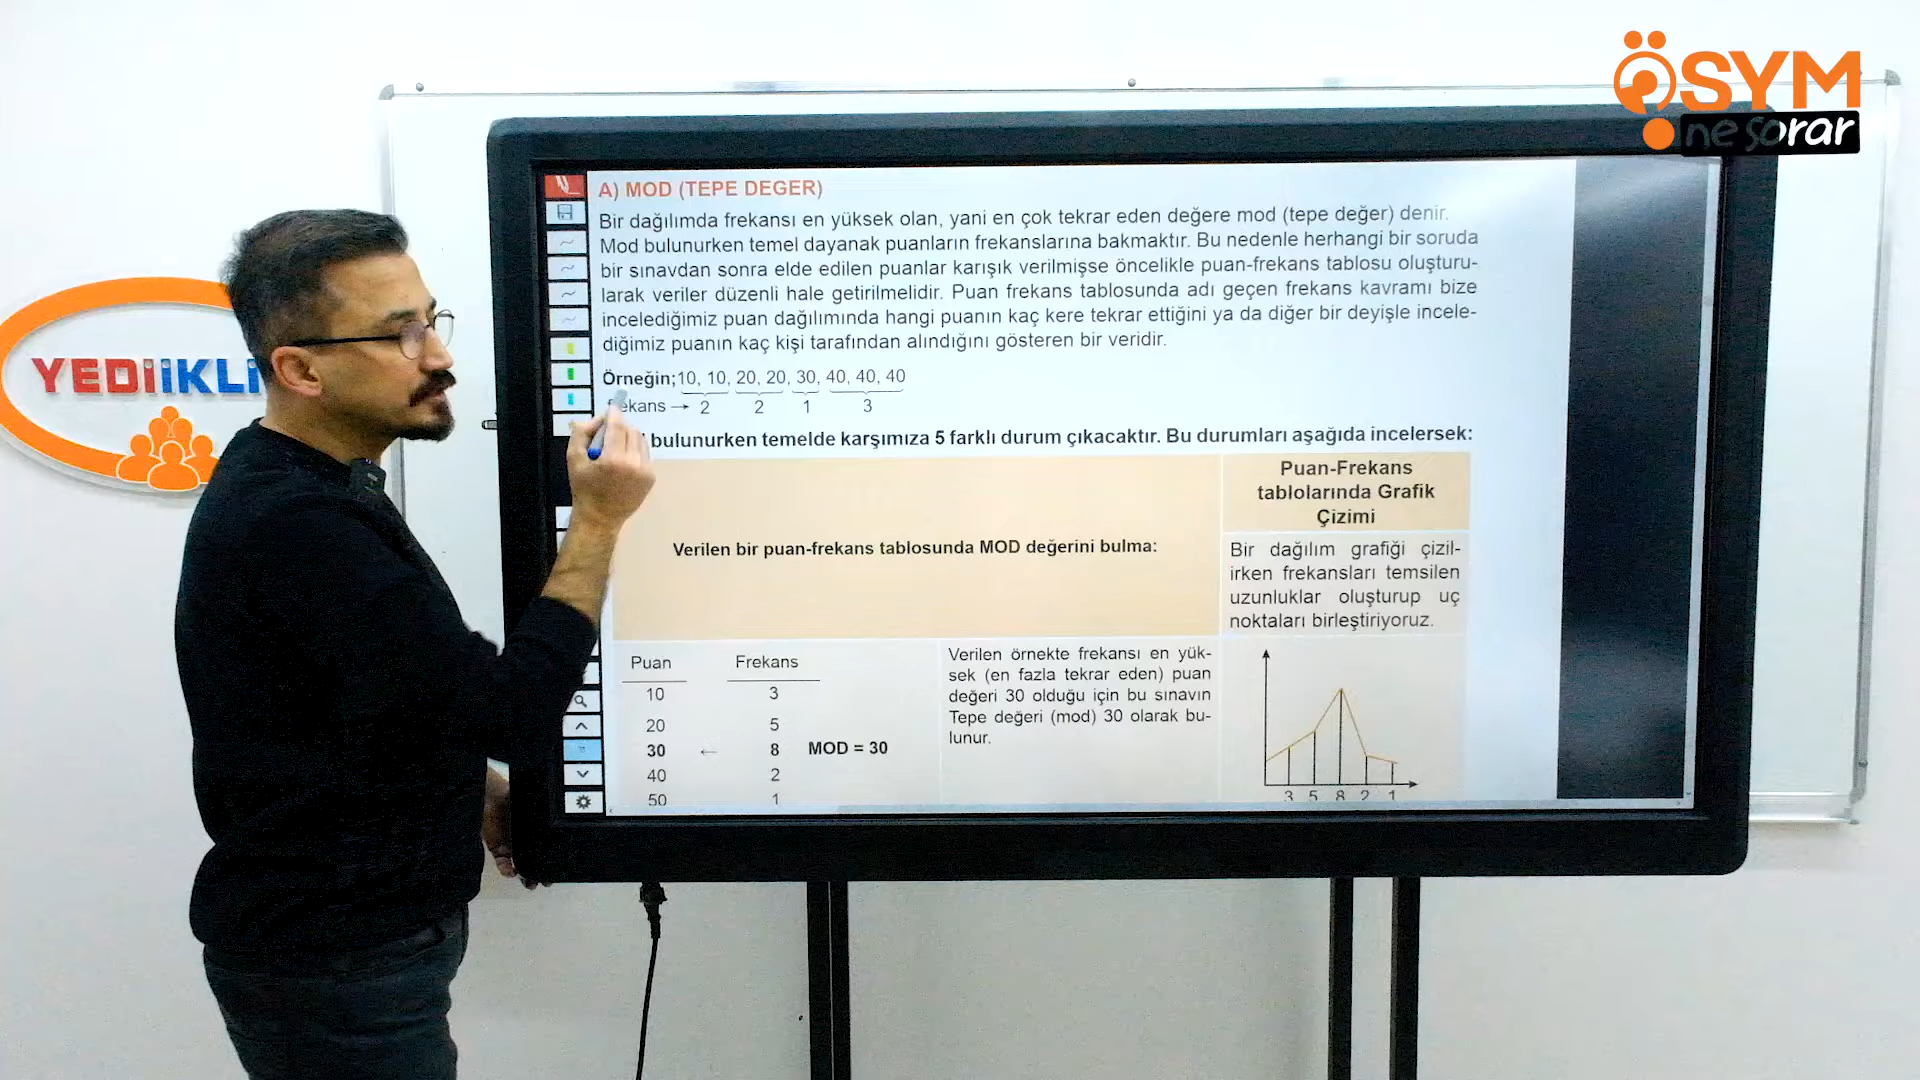 ÖSYM
ne sorar
YEDİİKLİ
A) MOD (TEPE DEGER)
Bir dağılımda frekansı en yüksek olan, yani en çok tekrar eden değere mod (tepe değer) denir.
Mod bulunurken temel dayanak puanların frekanslarına bakmaktır. Bu nedenle herhangi bir soruda
bir sınavdan sonra elde edilen puanlar karışık verilmişse öncelikle puan-frekans tablosu oluşturu-
larak veriler düzenli hale getirilmelidir. Puan frekans tablosunda adı geçen frekans kavramı bize
incelediğimiz puan dağılımında hangi puanın kaç kere tekrar ettiğini ya da diğer bir deyişle incele-
diğimiz puanın kaç kişi tarafından alındığını gösteren bir veridir.
Örneğin; 10, 10, 20, 20, 30, 40, 40, 40
ekans → 2 2 1 3
bulunurken temelde karşımıza 5 farklı durum çıkacaktır. Bu durumları aşağıda incelersek:
Verilen bir puan-frekans tablosunda MOD değerini bulma:
Puan-Frekans
tablolarında Grafik
Çizimi
Bir dağılım grafiği çizil-
irken frekansları temsilen
uzunluklar oluşturup uç
noktaları birleştiriyoruz.
Puan Frekans
10 3
20 5
30 ← 8 MOD = 30
40 2
50 1
Verilen örnekte frekansı en yük-
sek (en fazla tekrar eden) puan
değeri 30 olduğu için bu sınavın
Tepe değeri (mod) 30 olarak bu-
lunur.
3 5 8 2 1